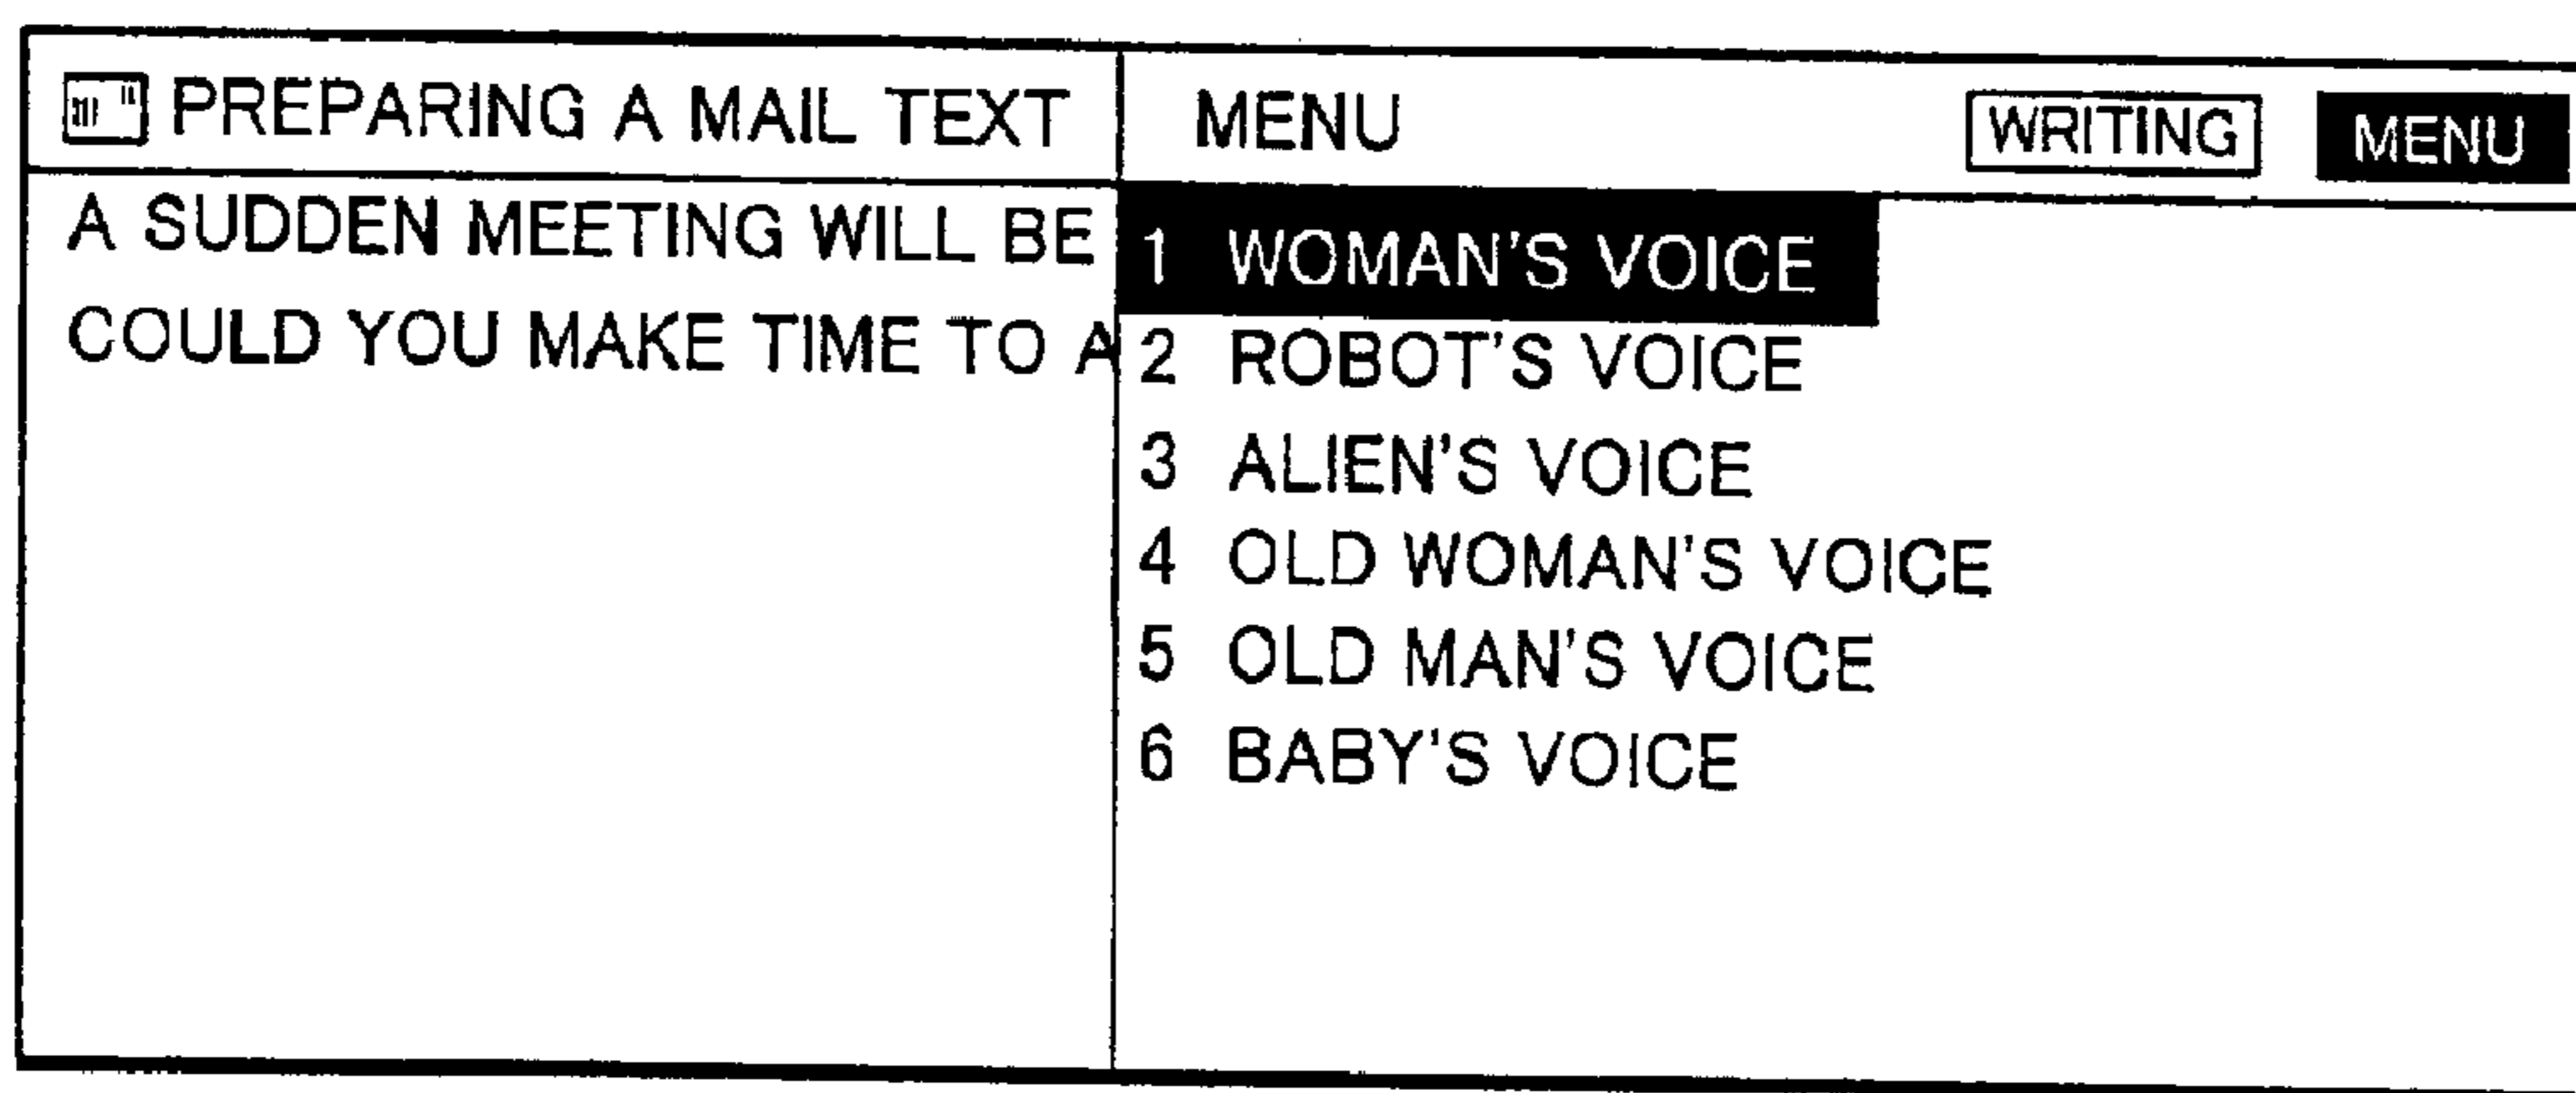 PREPARING A MAIL TEXT
A SUDDEN MEETING WILL BE
COULD YOU MAKE TIME TO A
MENU WRITING MENU
1 WOMAN'S VOICE
2 ROBOT'S VOICE
3 ALIEN'S VOICE
4 OLD WOMAN'S VOICE
5 OLD MAN'S VOICE
6 BABY'S VOICE